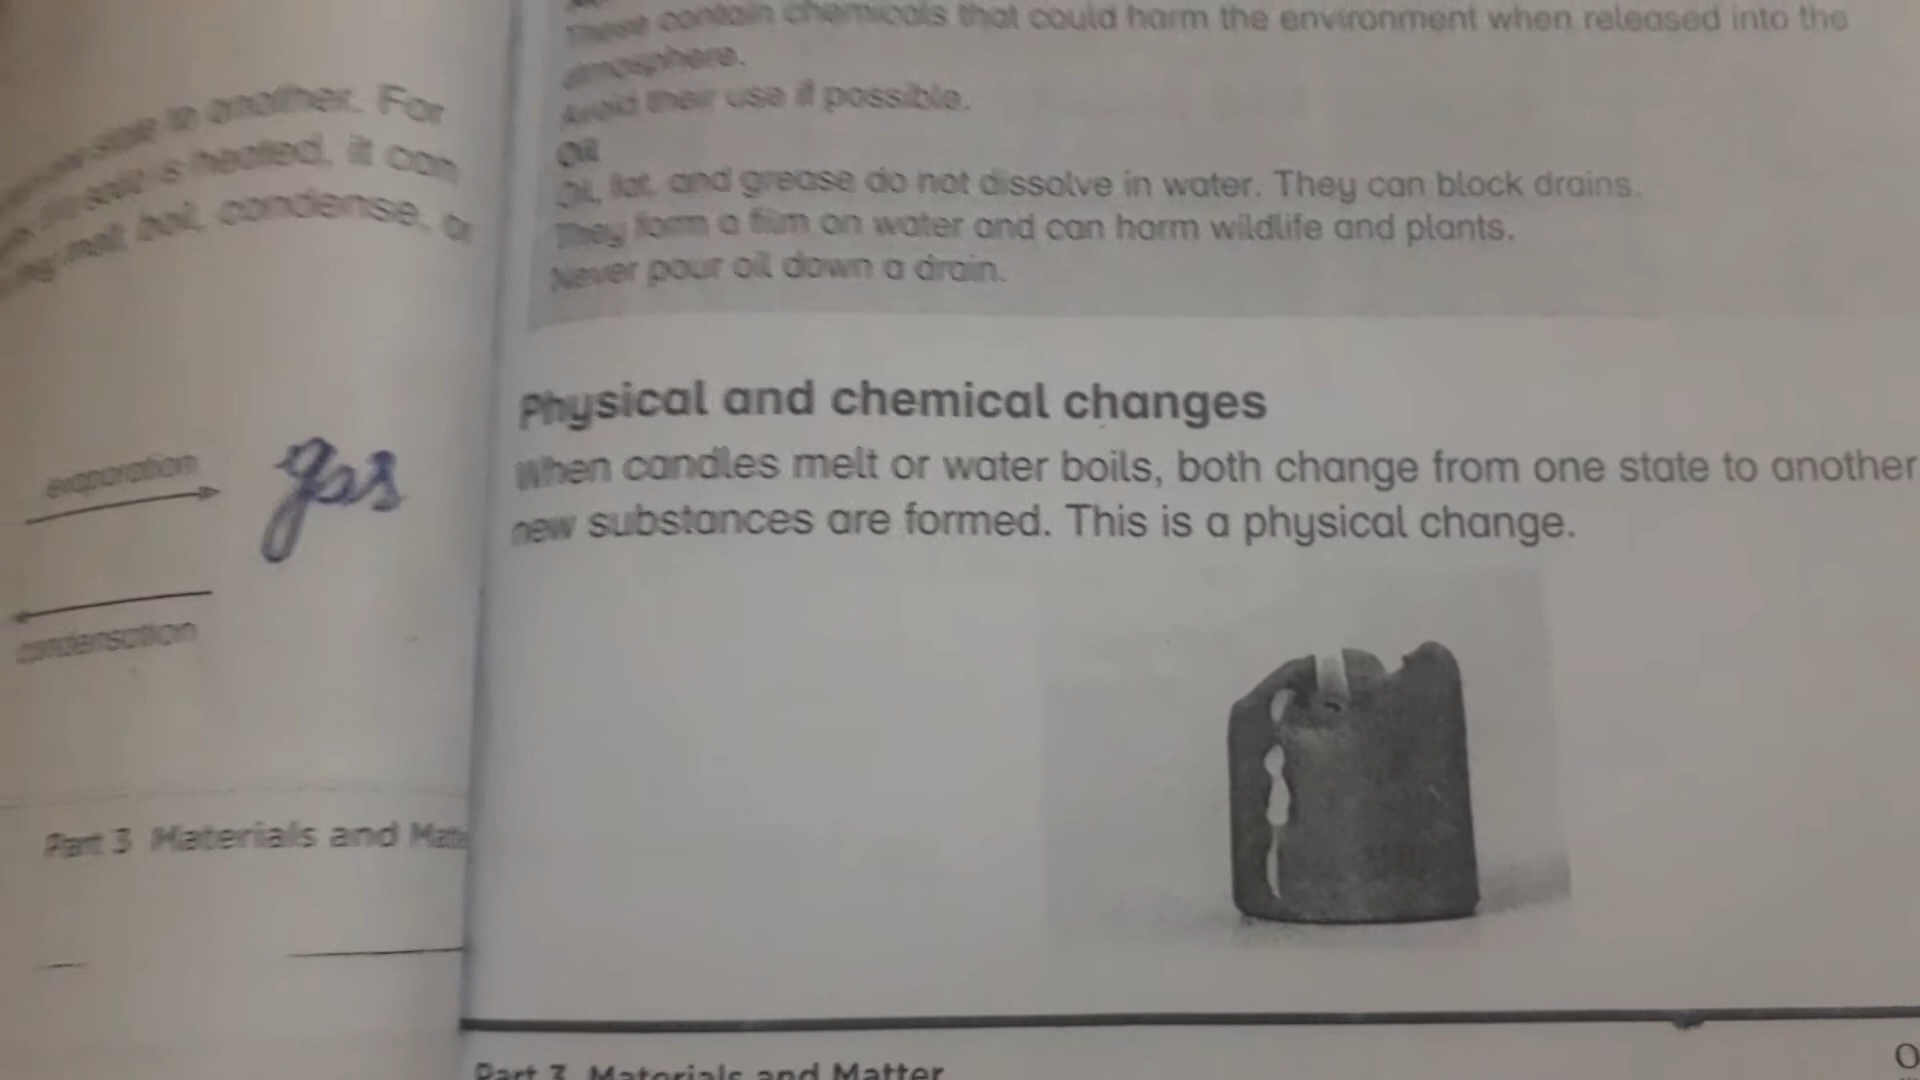 another. For
heated, it can
boil, condense, or
evaporation
gas
condensation
Part 3 Materials and
These contain chemicals that could harm the environment when released into the
atmosphere.
Avoid their use if possible.
Oil
Oil, fat, and grease do not dissolve in water. They can block drains.
They form a film on water and can harm wildlife and plants.
Never pour oil down a drain.
Physical and chemical changes
When candles melt or water boils, both change from one state to another
new substances are formed. This is a physical change.
Part 3 Materials and Matter